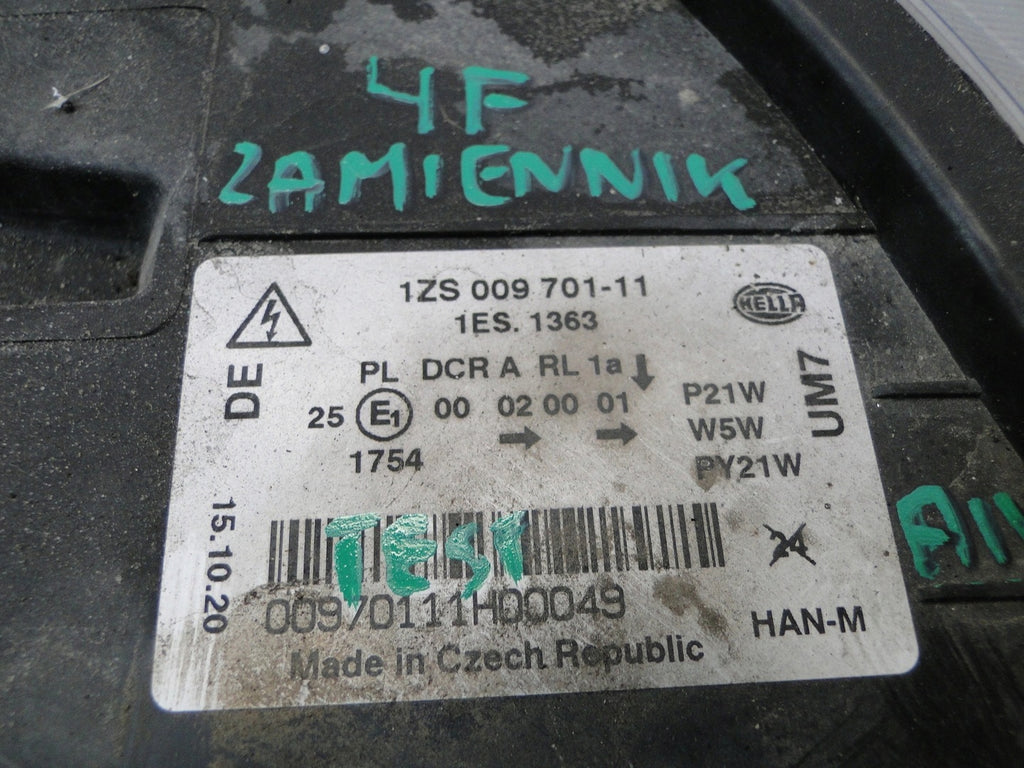 4F
ZAMIENNIK
1ZS 009 701-11
HELLA
1ES. 1363
DE
PL DCR A RL 1a
25 E1 00 02 00 01
1754
P21W
W5W
PY21W
UM7
15.10.20
TEST
24
00970111H00049
HAN-M
Made in Czech Republic